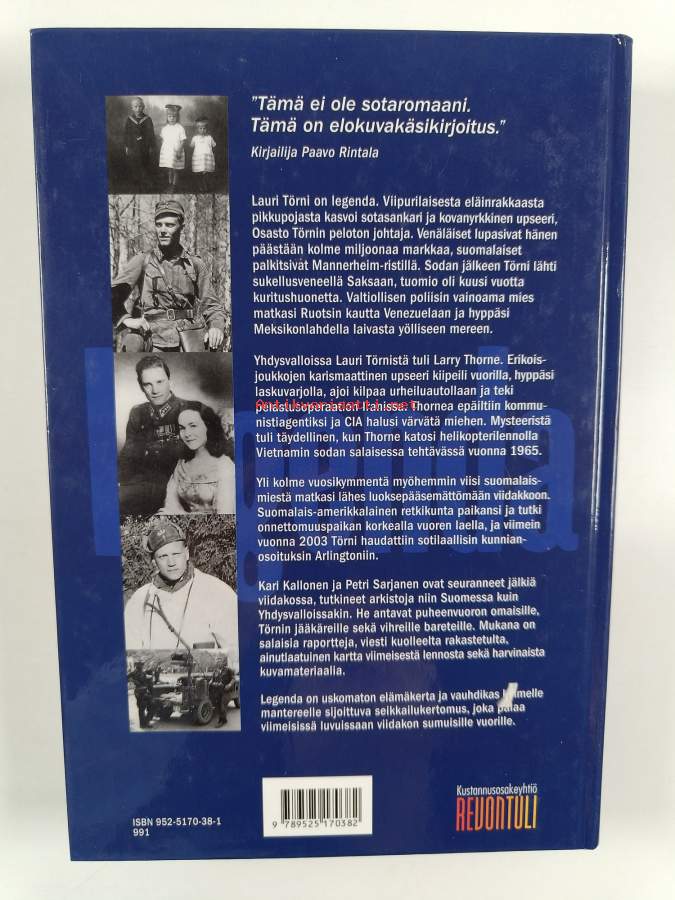 "Tämä ei ole sotaromaani.
Tämä on elokuvakäsikirjoitus."
Kirjailija Paavo Rintala
Lauri Törni on legenda. Viipurilaisesta eläinrakkaasta
pikkupojasta kasvoi sotasankari ja kovanyrkkinen upseeri,
Osasto Törnin peloton johtaja. Venäläiset lupasivat hänen
päästään kolme miljoonaa markkaa, suomalaiset
palkitsivat Mannerheim-ristillä. Sodan jälkeen Törni lähti
sukellusveneellä Saksaan, tuomio oli kuusi vuotta
kuritushuonetta. Valtiollisen poliisin vainoama mies
matkasi Ruotsin kautta Venezuelaan ja hyppäsi
Meksikonlahdella laivasta yölliseen mereen.
Yhdysvalloissa Lauri Törnistä tuli Larry Thorne. Erikois-
joukkojen karismaattinen upseeri kiipeili vuorilla, hyppäsi
laskuvarjolla, ajoi kilpaa urheiluautollaan ja teki
pelastusoperaation Iranissa. Thornea epäiltiin kommu-
nistiagentiksi ja CIA halusi värvätä miehen. Mysteeristä
tuli täydellinen, kun Thorne katosi helikopterilennolla
Vietnamin sodan salaisessa tehtävässä vuonna 1965.
Yli kolme vuosikymmentä myöhemmin viisi suomalais-
miestä matkasi lähes luoksepääsemättömään viidakkoon.
Suomalais-amerikkalainen retkikunta paikansi ja tutki
onnettomuuspaikan korkealla vuoren laella, ja viimein
vuonna 2003 Törni haudattiin sotilaallisin kunnian-
osoituksin Arlingtoniin.
Kari Kallonen ja Petri Sarjanen ovat seuranneet jälkiä
viidakossa, tutkineet arkistoja niin Suomessa kuin
Yhdysvalloissakin. He antavat puheenvuoron omaisille,
Törnin jääkäreille sekä vihreille bareteille. Mukana on
salaisia raportteja, viesti kuolleelta rakastetulta,
ainutlaatuinen kartta viimeisestä lennosta sekä harvinaista
kuvamateriaalia.
Legenda on uskomaton elämäkerta ja vauhdikas
mantereelle sijoittuva seikkailukertomus, joka palaa
viimeisissä luvuissaan viidakon sumuisille vuorille.
ISBN 952-5170-38-1
991
9 789525 170382
Kustannusosakeyhtiö
REVONTULI